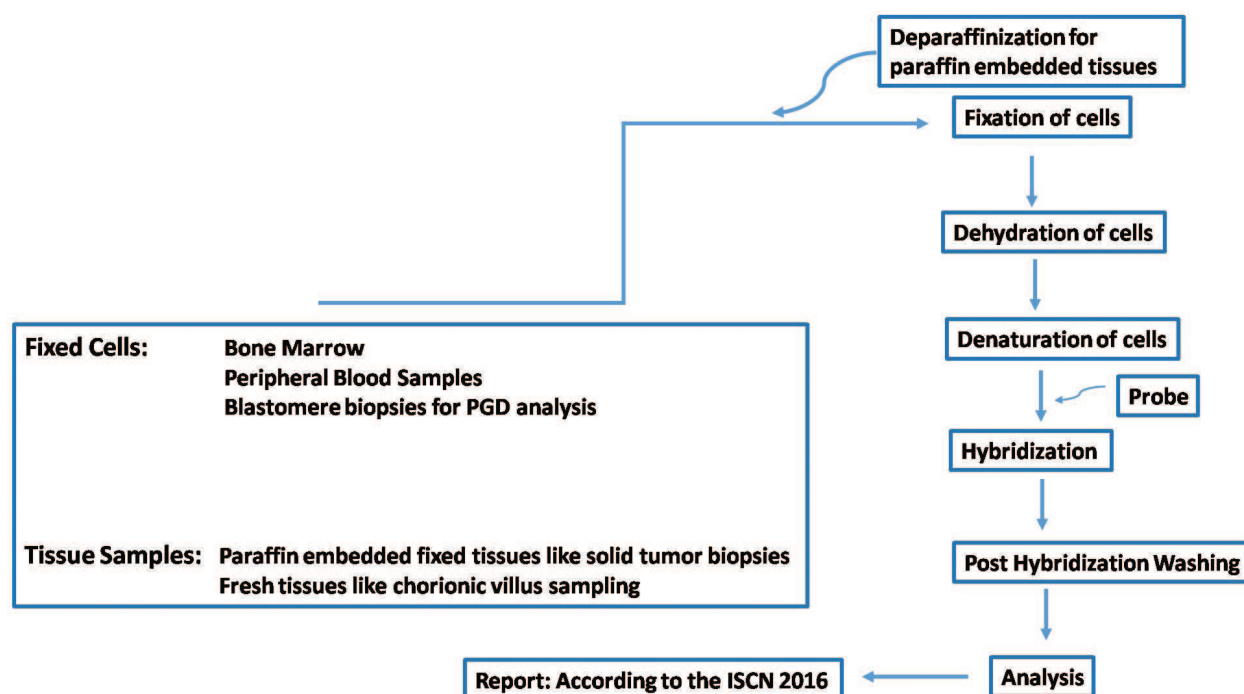 Deparaffinization for
paraffin embedded tissues
Fixation of cells
Dehydration of cells
Denaturation of cells
Probe
Hybridization
Post Hybridization Washing
Analysis
Report: According to the ISCN 2016
Fixed Cells: Bone Marrow
Peripheral Blood Samples
Blastomere biopsies for PGD analysis
Tissue Samples: Paraffin embedded fixed tissues like solid tumor biopsies
Fresh tissues like chorionic villus sampling